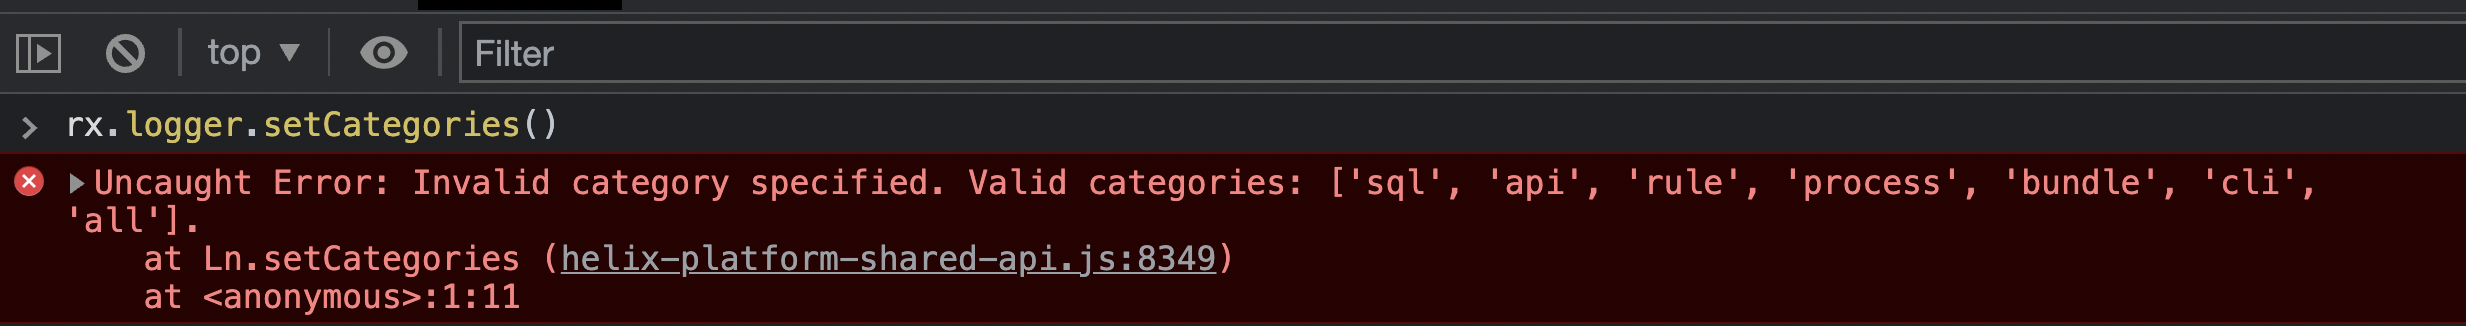 top ▼
Filter
> rx.logger.setCategories()
Uncaught Error: Invalid category specified. Valid categories: ['sql', 'api', 'rule', 'process', 'bundle', 'cli',
'all'].
at Ln.setCategories (helix-platform-shared-api.js:8349)
at <anonymous>:1:11